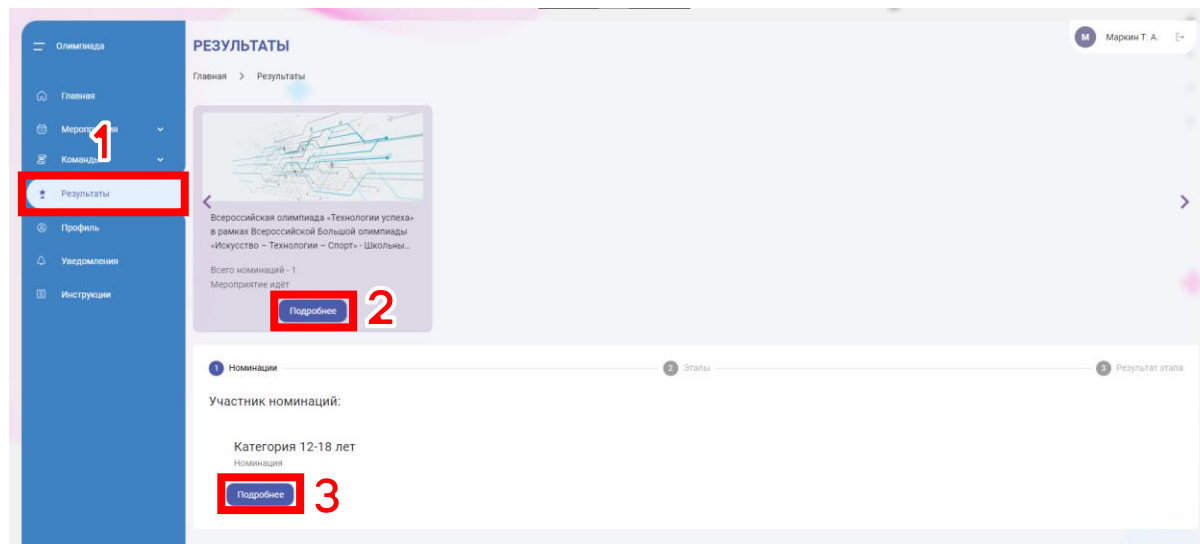 Олимпиада
РЕЗУЛЬТАТЫ
М Маркин Т. А.
Главная > Результаты
Главная
1
Команды
Результаты
Профиль
Уведомления
Инструкции
Всероссийская олимпиада «Технологии успеха»
в рамках Всероссийской Большой олимпиады
«Искусство – Технологии – Спорт» - Школьны...
Всего номинаций - 1
Мероприятие идёт
Подробнее 2
1 Номинации 2 Этапы 3 Результат этапа
Участник номинаций:
Категория 12-18 лет
Номинация
Подробнее 3